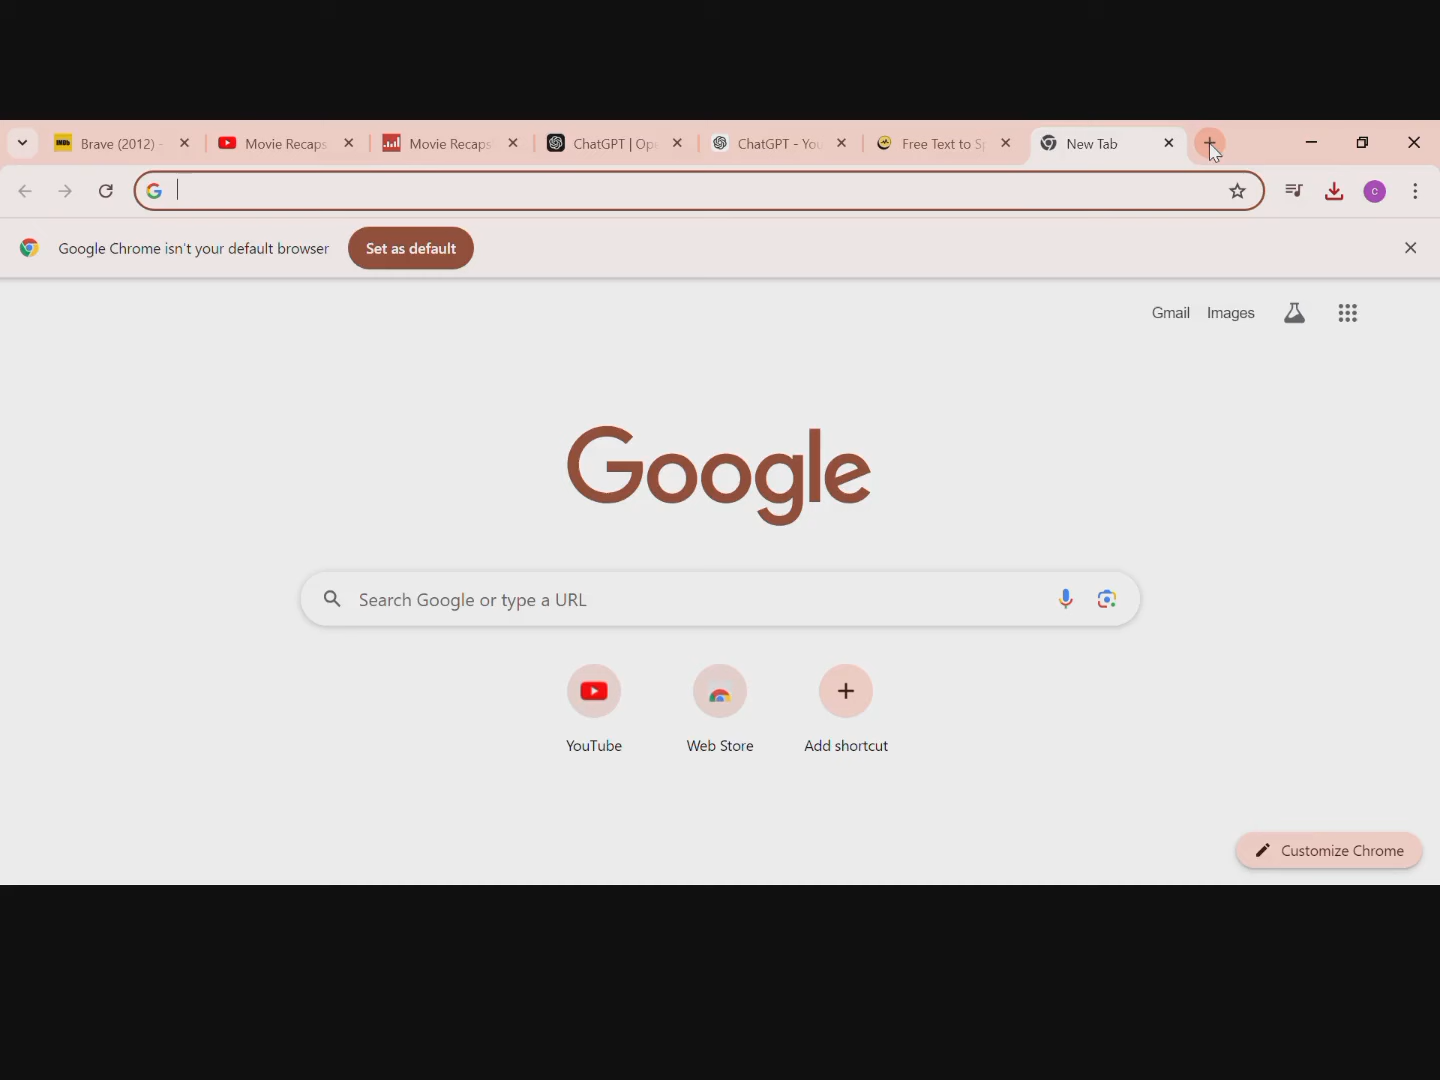 Brave (2012) -
Movie Recaps
Movie Recaps
ChatGPT | Op
ChatGPT - You
Free Text to Sp
New Tab
Google Chrome isn't your default browser
Set as default
Gmail
Images
Google
Search Google or type a URL
YouTube
Web Store
Add shortcut
Customize Chrome